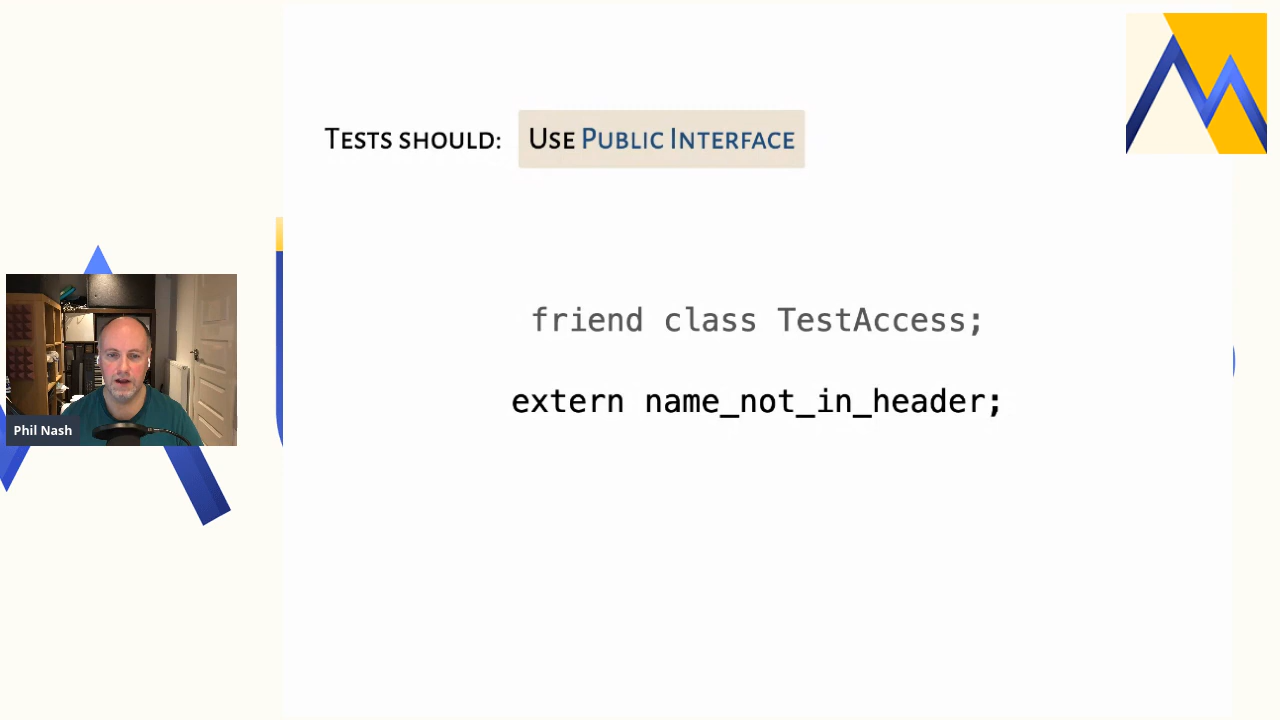 Tests should: Use Public Interface
friend class TestAccess;
extern name_not_in_header;
Phil Nash